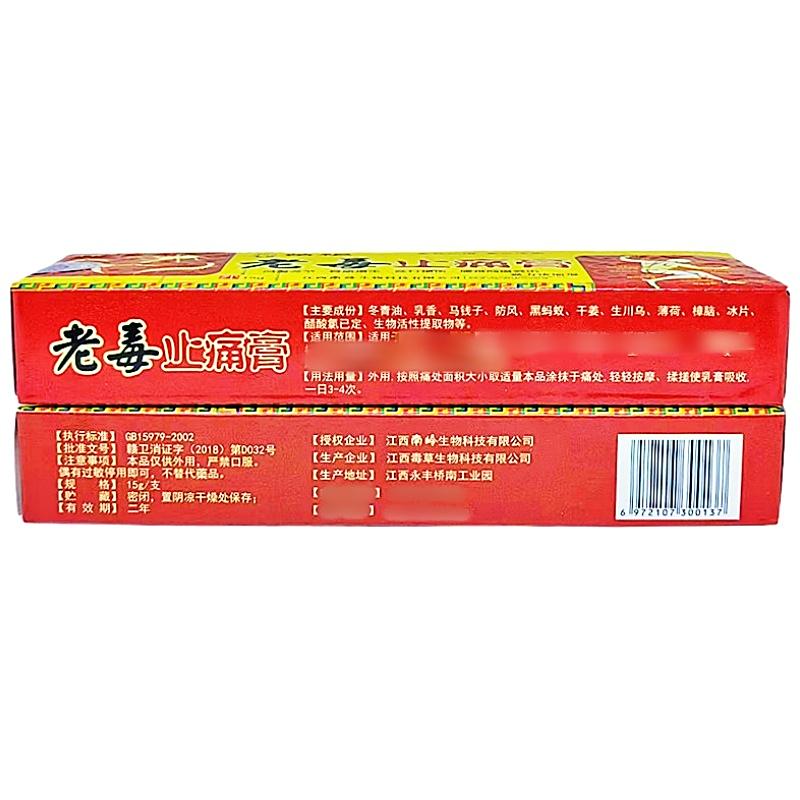 老毒止痛膏
老毒止痛膏
【主要成份】冬青油、乳香、马钱子、防风、黑蚂蚁、干姜、生川乌、薄荷、樟脑、冰片、
醋酸氯已定、生物活性提取物等。
【适用范围】适用于
【用法用量】外用,按照痛处面积大小取适量本品涂抹于痛处,轻轻按摩、揉搓使乳膏吸收,
一日3-4次。
【执行标准】GB15979-2002
【批准文号】赣卫消证字（2018）第D032号
【注意事项】本品仅供外用，严禁口服。
偶有过敏停用即可，不替代药品。
【规 格】15g/支
【贮 藏】密闭，置阴凉干燥处保存；
【有 效 期】二年
【授权企业】江西南岭生物科技有限公司
【生产企业】江西毒草生物科技有限公司
【生产地址】江西永丰桥南工业园
6 972107 300137